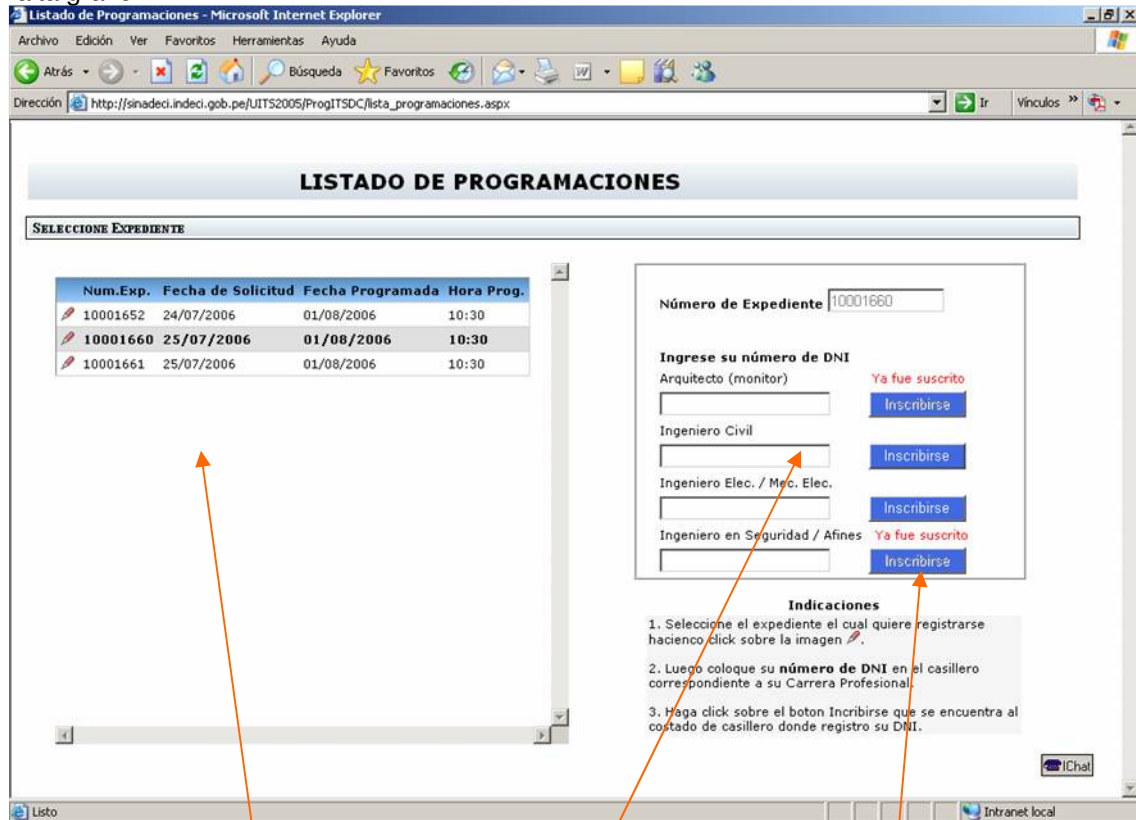 Listado de Programaciones - Microsoft Internet Explorer
Archivo Edición Ver Favoritos Herramientas Ayuda
Atrás Búsqueda Favoritos
Dirección http://sinadeci.indeci.gob.pe/UITS2005/ProgITSDC/lista_programaciones.aspx Ir Vínculos »
LISTADO DE PROGRAMACIONES
SELECCIONE EXPEDIENTE
Num.Exp. Fecha de Solicitud Fecha Programada Hora Prog.
10001652 24/07/2006 01/08/2006 10:30
10001660 25/07/2006 01/08/2006 10:30
10001661 25/07/2006 01/08/2006 10:30
Número de Expediente 10001660
Ingrese su número de DNI
Arquitecto (monitor) Ya fue suscrito
Inscribirse
Ingeniero Civil
Inscribirse
Ingeniero Elec. / Mec. Elec.
Inscribirse
Ingeniero en Seguridad / Afines Ya fue suscrito
Inscribirse
Indicaciones
1. Seleccione el expediente el cual quiere registrarse
hacienco click sobre la imagen .
2. Luego coloque su número de DNI en el casillero
correspondiente a su Carrera Profesional.
3. Haga click sobre el boton Incribirse que se encuentra al
costado de casillero donde registro su DNI.
IChat
Listo Intranet local